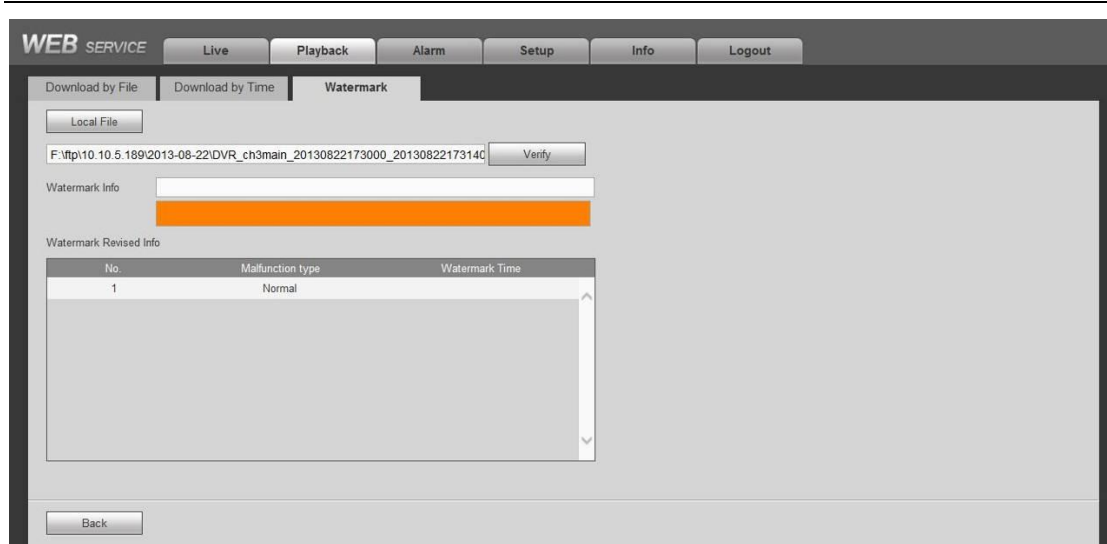 WEB SERVICE Live Playback Alarm Setup Info Logout
Download by File Download by Time Watermark
Local File
F:\ftp\10.10.5.189\2013-08-22\DVR_ch3main_20130822173000_20130822173140 Verify
Watermark Info
Watermark Revised Info
No. Malfunction type Watermark Time
1 Normal
Back